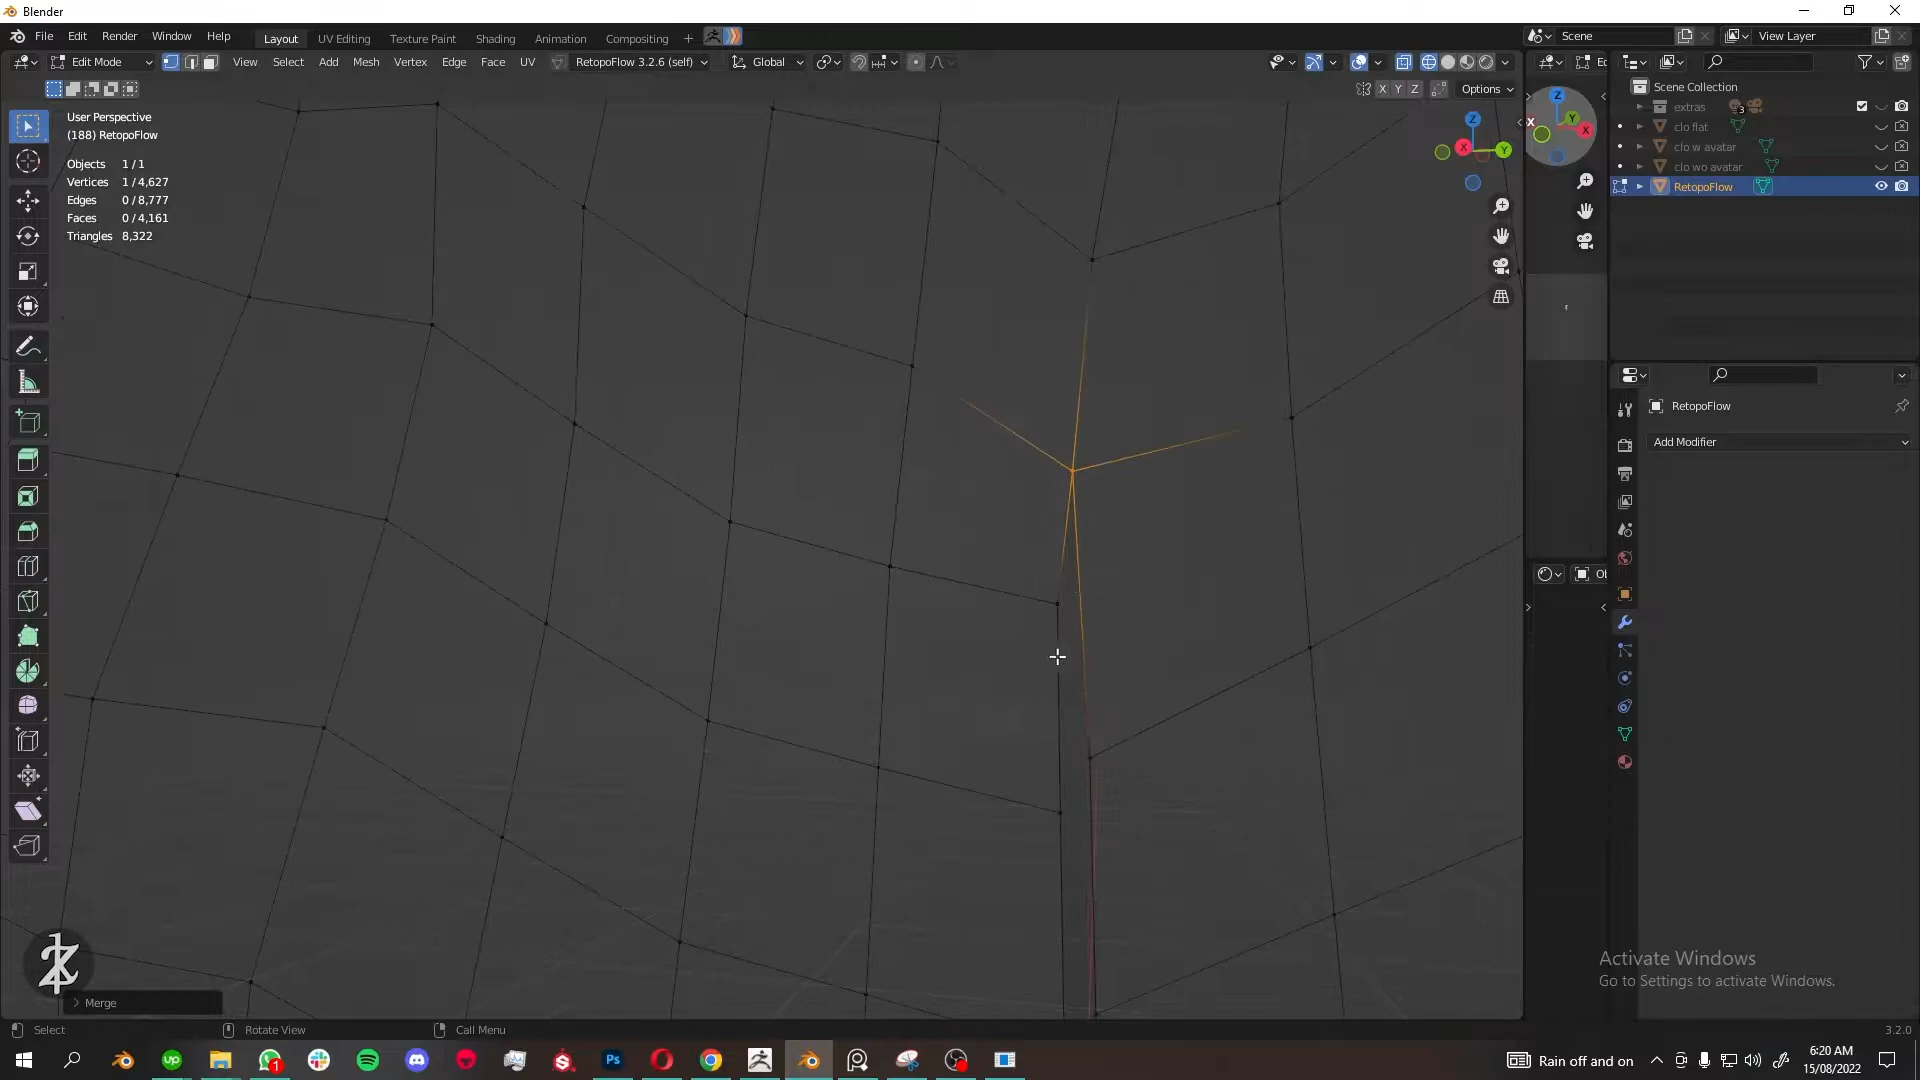 Blender
File Edit Render Window Help
Layout UV Editing Texture Paint Shading Animation Compositing +
Scene
View Layer
Edit Mode
View Select Add Mesh Vertex Edge Face UV
RetopoFlow 3.2.6 (self)
Global
X Y Z
Options
User Perspective
(188) RetopoFlow
Objects 1/1
Vertices 1/4,627
Edges 0/8,777
Faces 0/4,161
Triangles 8,322
Z
X
Y
Z
Y
X
X
Scene Collection
extras
3
clo flat
clo w avatar
clo wo avatar
RetopoFlow
RetopoFlow
Add Modifier
Merge
Activate Windows
Go to Settings to activate Windows.
Select
Rotate View
Call Menu
3.2.0
up
1
Ps
Rain off and on
6:20 AM
15/08/2022